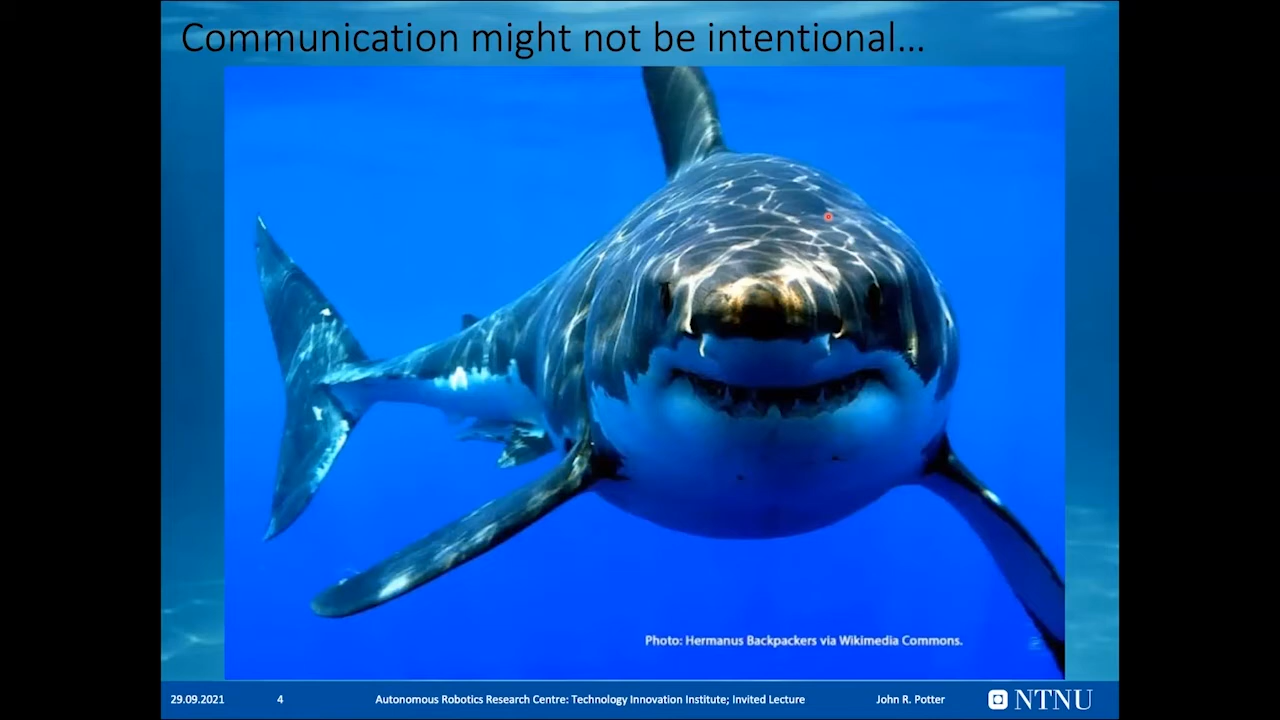 Communication might not be intentional...
Photo: Hermanus Backpackers via Wikimedia Commons.
29.09.2021 4 Autonomous Robotics Research Centre: Technology Innovation Institute; Invited Lecture John R. Potter NTNU